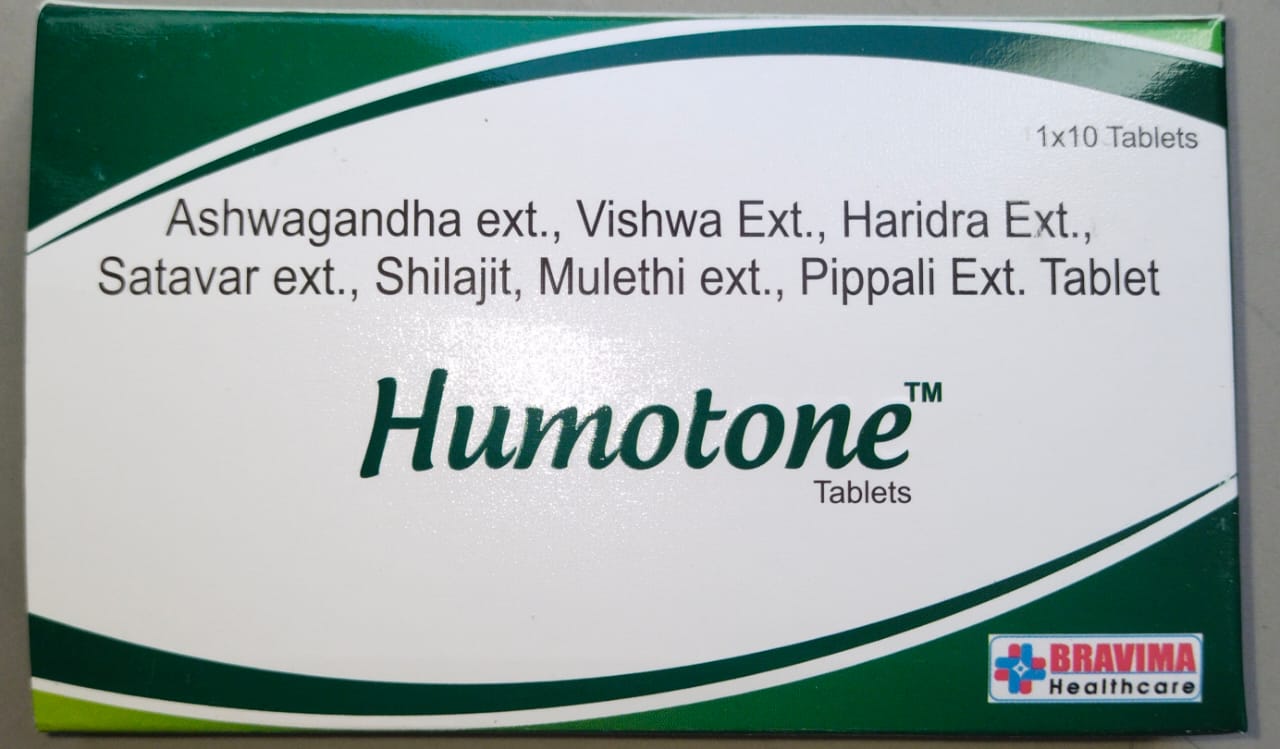 1x10 Tablets
Ashwagandha ext., Vishwa Ext., Haridra Ext.,
Satavar ext., Shilajit, Mulethi ext., Pippali Ext. Tablet
Humotone™
Tablets
BRAVIMA
Healthcare